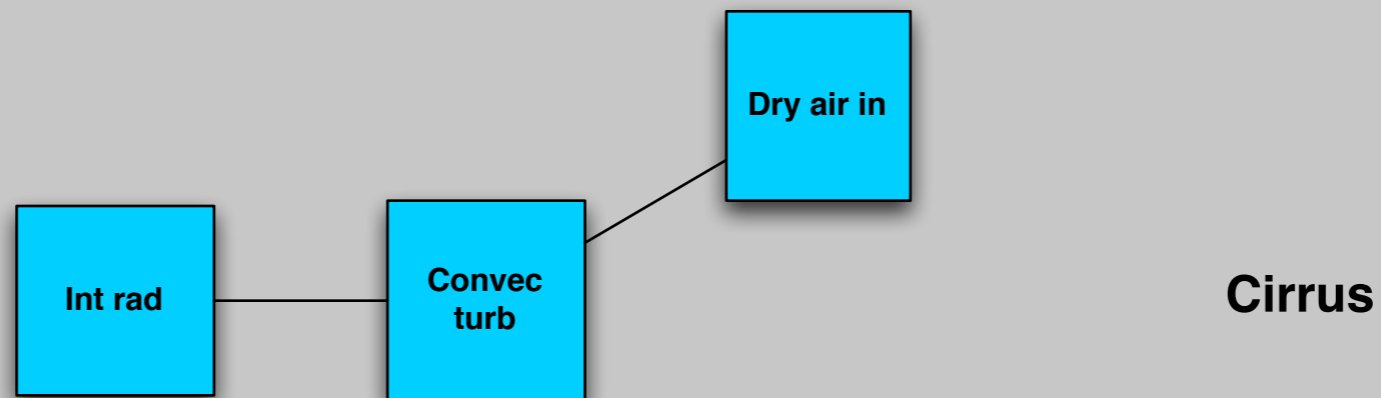 Dry air in
Int rad
Convec
turb
Cirrus